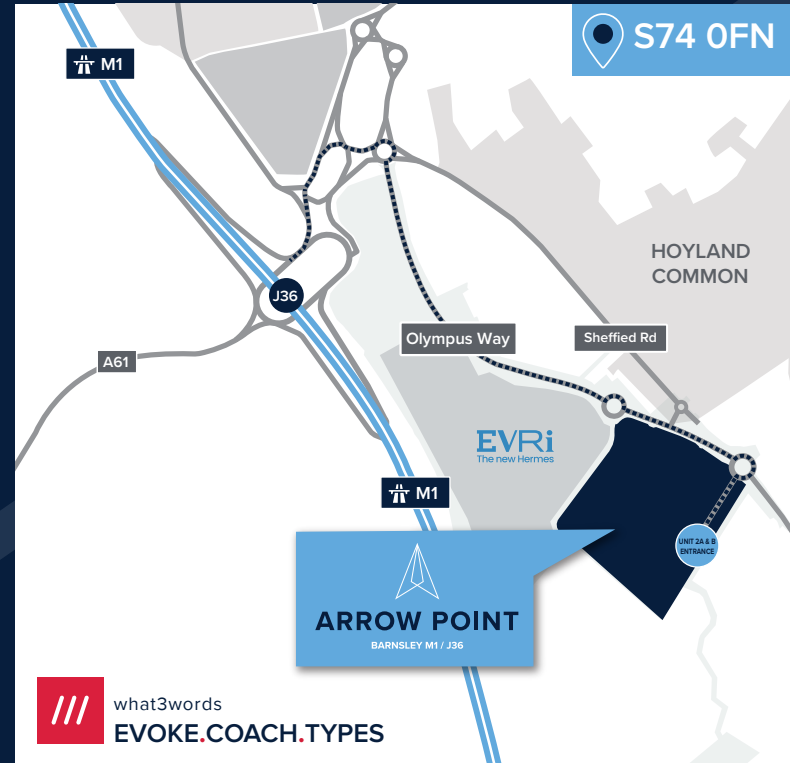 M1
S74 0FN
HOYLAND
COMMON
J36
Olympus Way
Sheffied Rd
A61
EVRi
The new Hermes
M1
UNIT 2A & B
ENTRANCE
ARROW POINT
BARNSLEY M1 / J36
what3words
EVOKE.COACH.TYPES